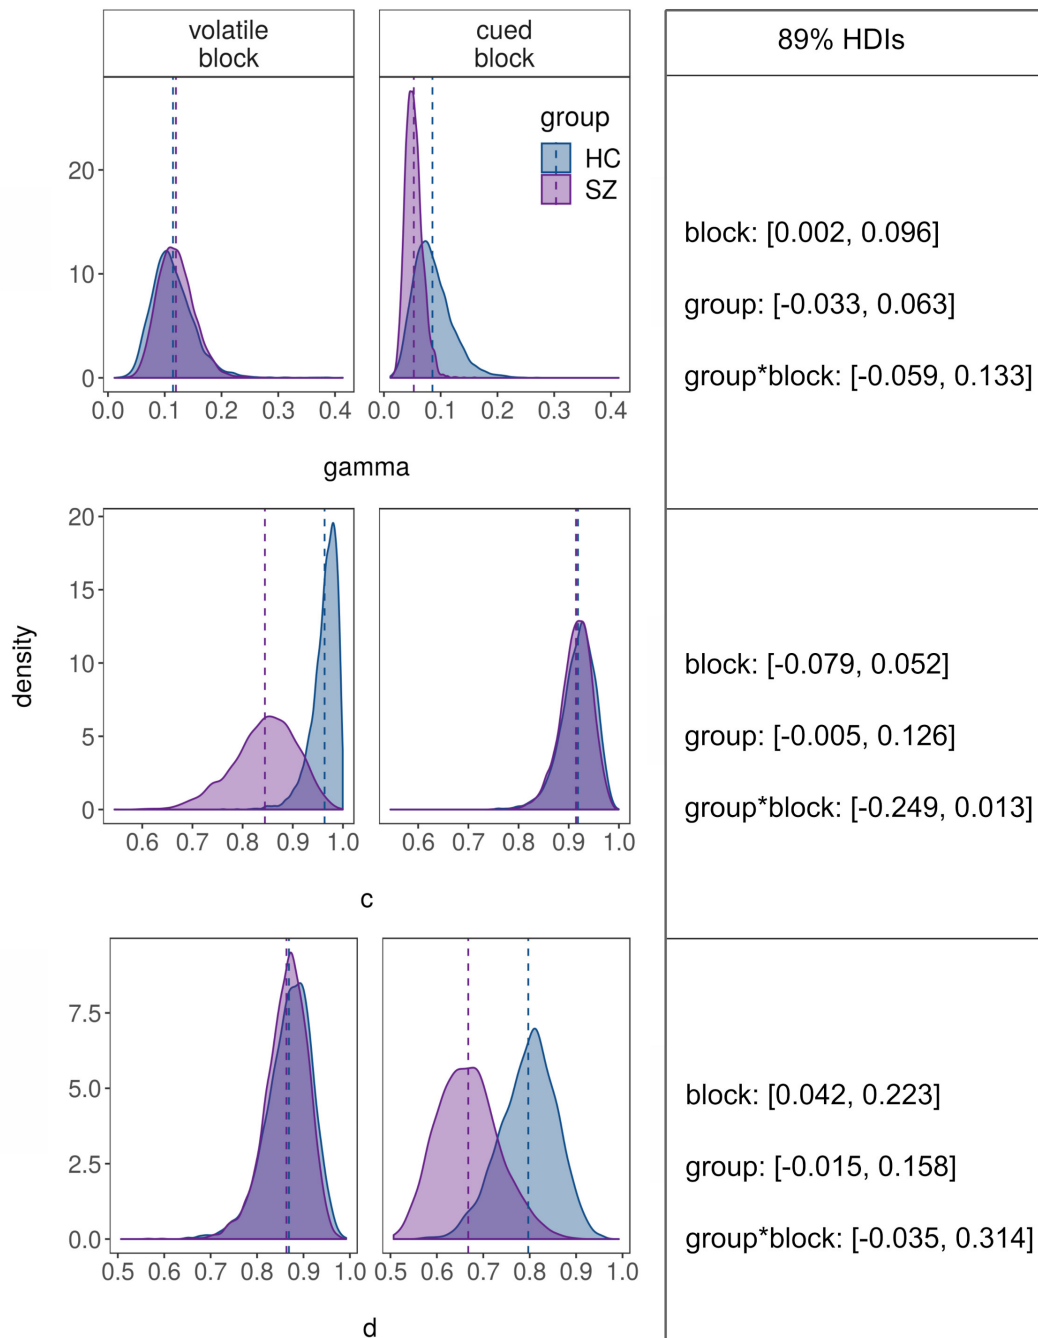 volatile
block
cued
block
89% HDIs
group
HC
SZ
20
10
0
0.0 0.1 0.2 0.3 0.4
0.0 0.1 0.2 0.3 0.4
gamma
block: [0.002, 0.096]
group: [-0.033, 0.063]
group*block: [-0.059, 0.133]
density
20
15
10
5
0
0.6 0.7 0.8 0.9 1.0
0.6 0.7 0.8 0.9 1.0
c
block: [-0.079, 0.052]
group: [-0.005, 0.126]
group*block: [-0.249, 0.013]
7.5
5.0
2.5
0.0
0.5 0.6 0.7 0.8 0.9 1.0
0.5 0.6 0.7 0.8 0.9 1.0
d
block: [0.042, 0.223]
group: [-0.015, 0.158]
group*block: [-0.035, 0.314]